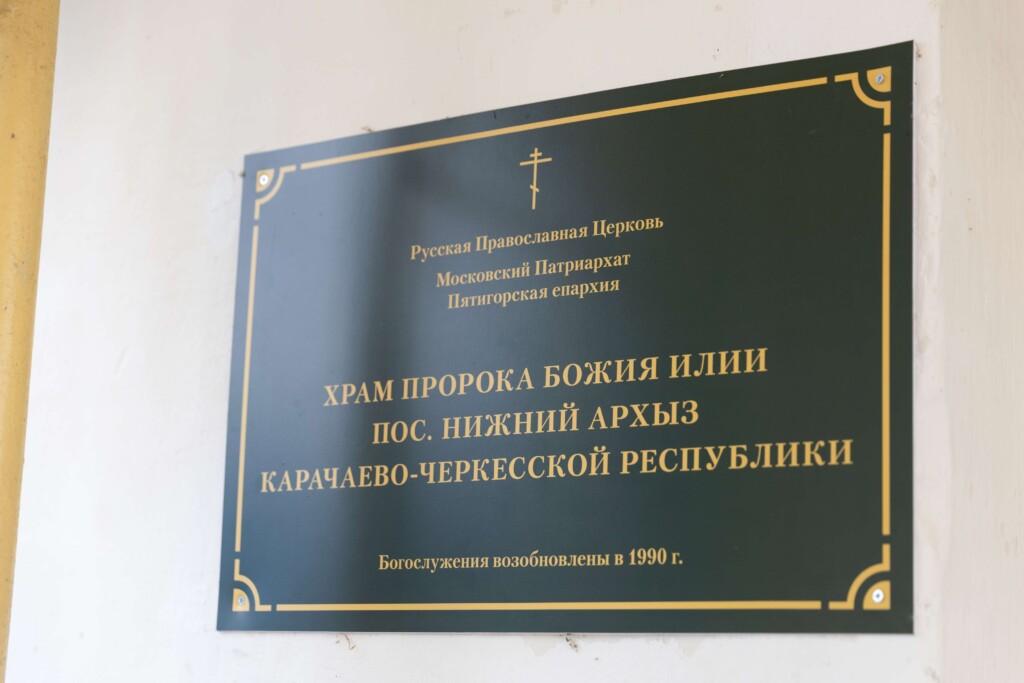 Русская Православная Церковь
Московский Патриархат
Пятигорская епархия
ХРАМ ПРОРОКА БОЖИЯ ИЛИИ
ПОС. НИЖНИЙ АРХЫЗ
КАРАЧАЕВО-ЧЕРКЕССКОЙ РЕСПУБЛИКИ
Богослужения возобновлены в 1990 г.